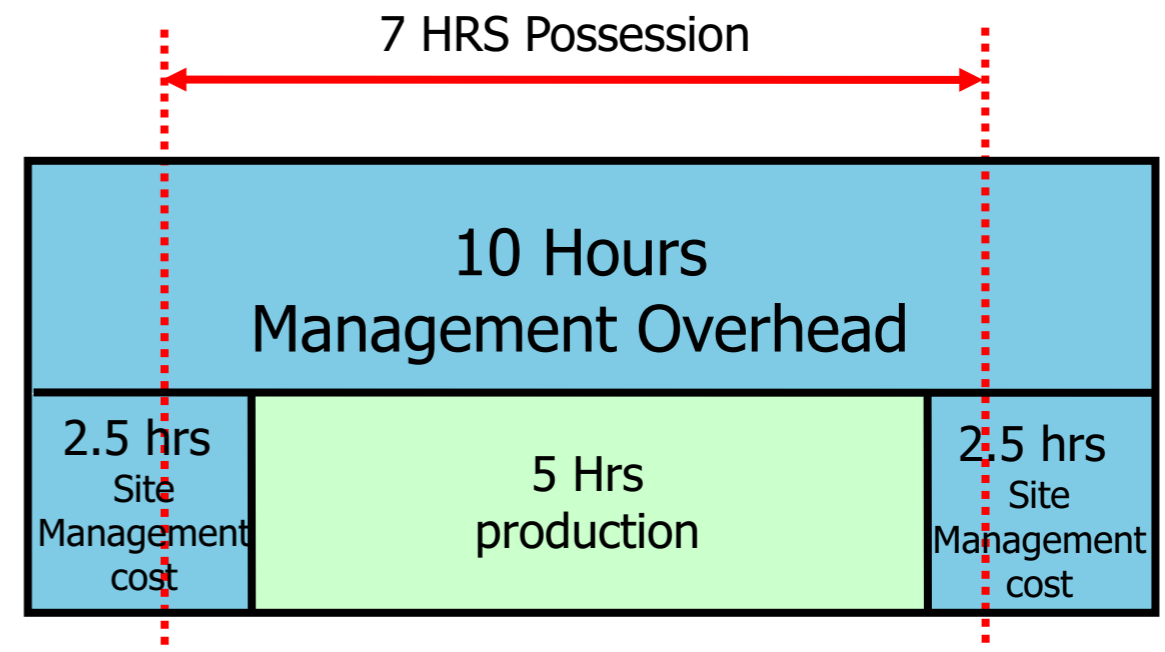 7 HRS Possession
10 Hours
Management Overhead
2.5 hrs
Site
Management
cost
5 Hrs
production
2.5 hrs
Site
Management
cost